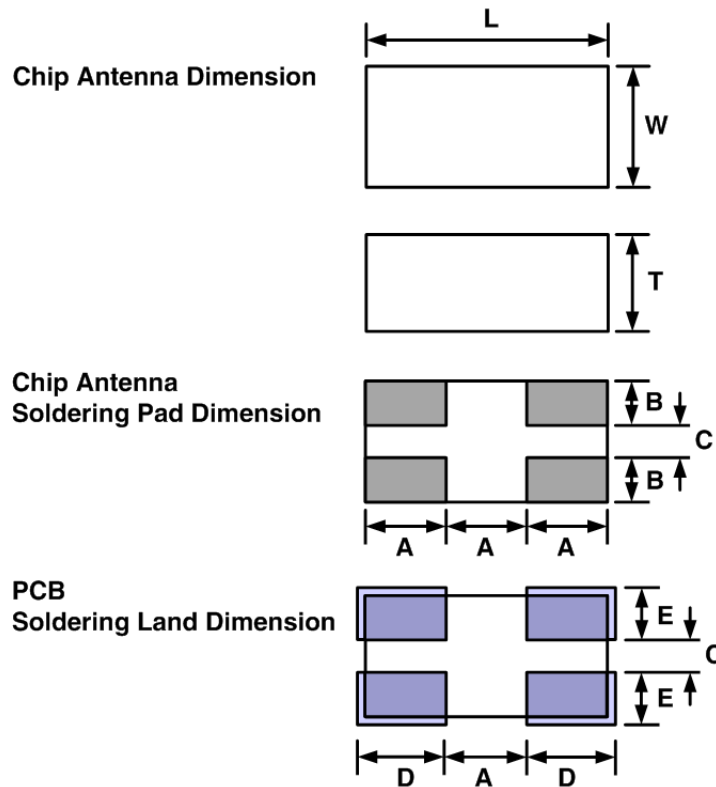 L
Chip Antenna Dimension
W
T
Chip Antenna
Soldering Pad Dimension
B
C
B
A A A
PCB
Soldering Land Dimension
E
C
E
D A D